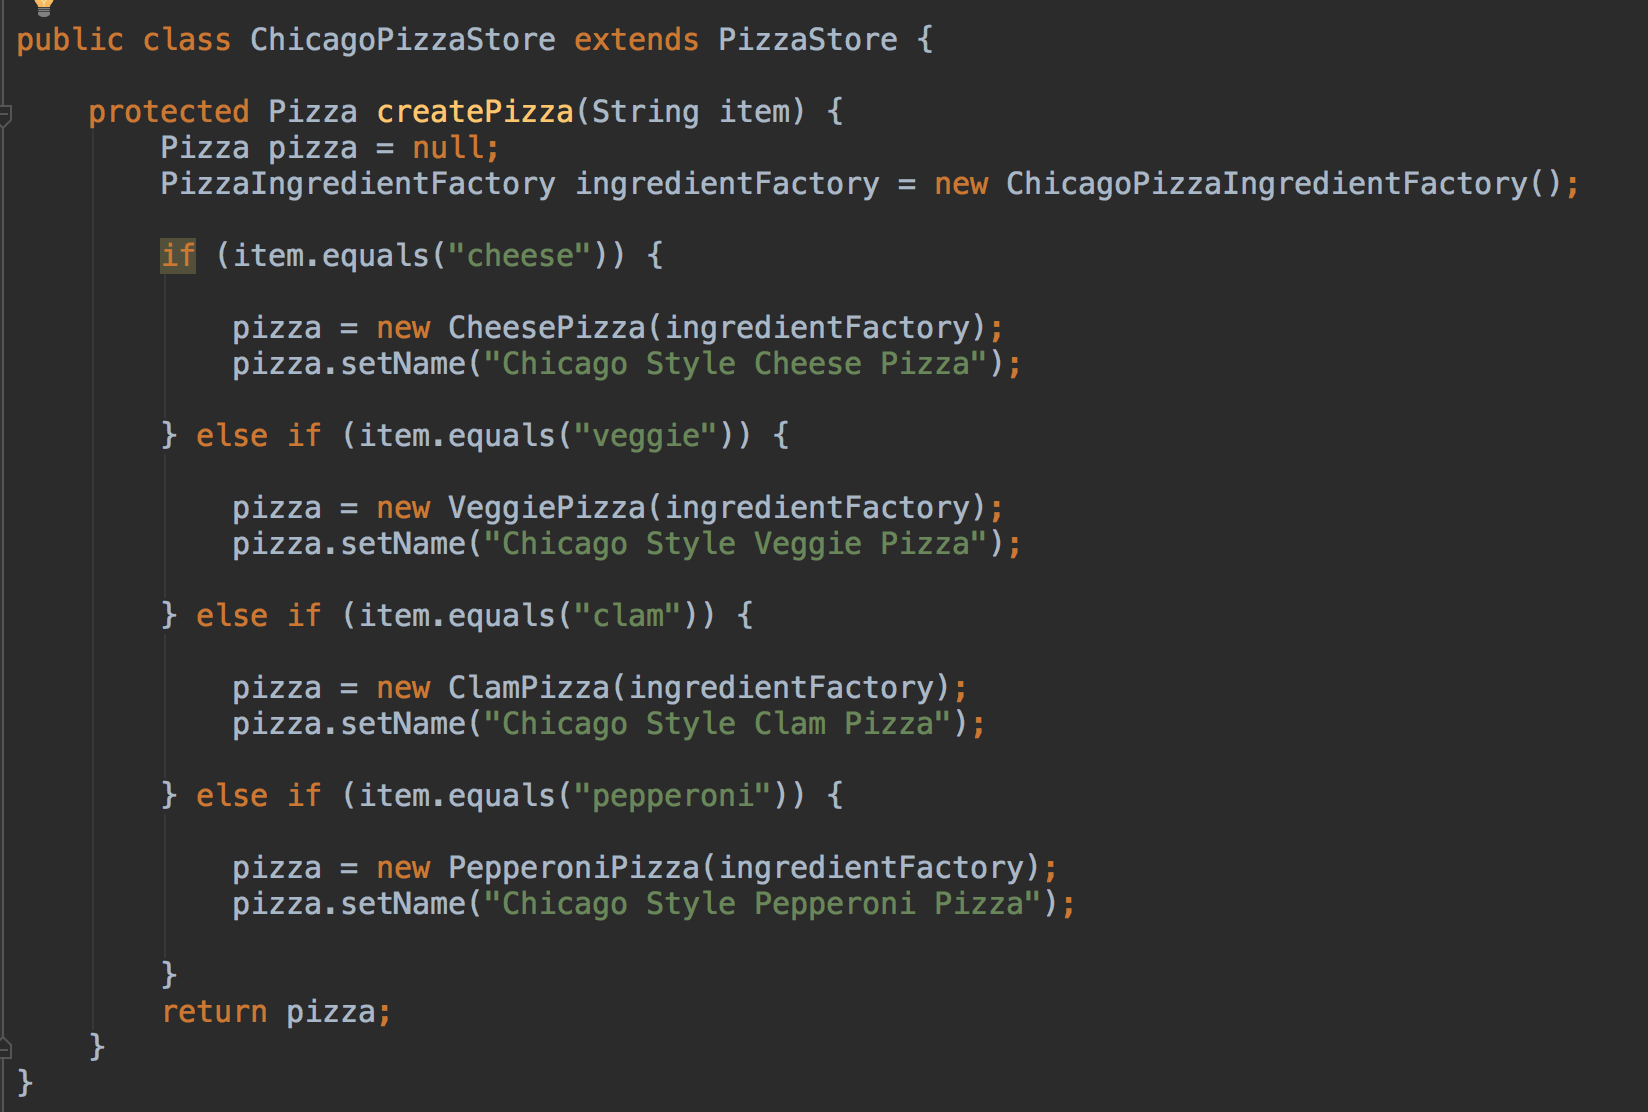 public class ChicagoPizzaStore extends PizzaStore {
protected Pizza createPizza(String item) {
Pizza pizza = null;
PizzaIngredientFactory ingredientFactory = new ChicagoPizzaIngredientFactory();
if (item.equals("cheese")) {
pizza = new CheesePizza(ingredientFactory);
pizza.setName("Chicago Style Cheese Pizza");
} else if (item.equals("veggie")) {
pizza = new VeggiePizza(ingredientFactory);
pizza.setName("Chicago Style Veggie Pizza");
} else if (item.equals("clam")) {
pizza = new ClamPizza(ingredientFactory);
pizza.setName("Chicago Style Clam Pizza");
} else if (item.equals("pepperoni")) {
pizza = new PepperoniPizza(ingredientFactory);
pizza.setName("Chicago Style Pepperoni Pizza");
}
return pizza;
}
}